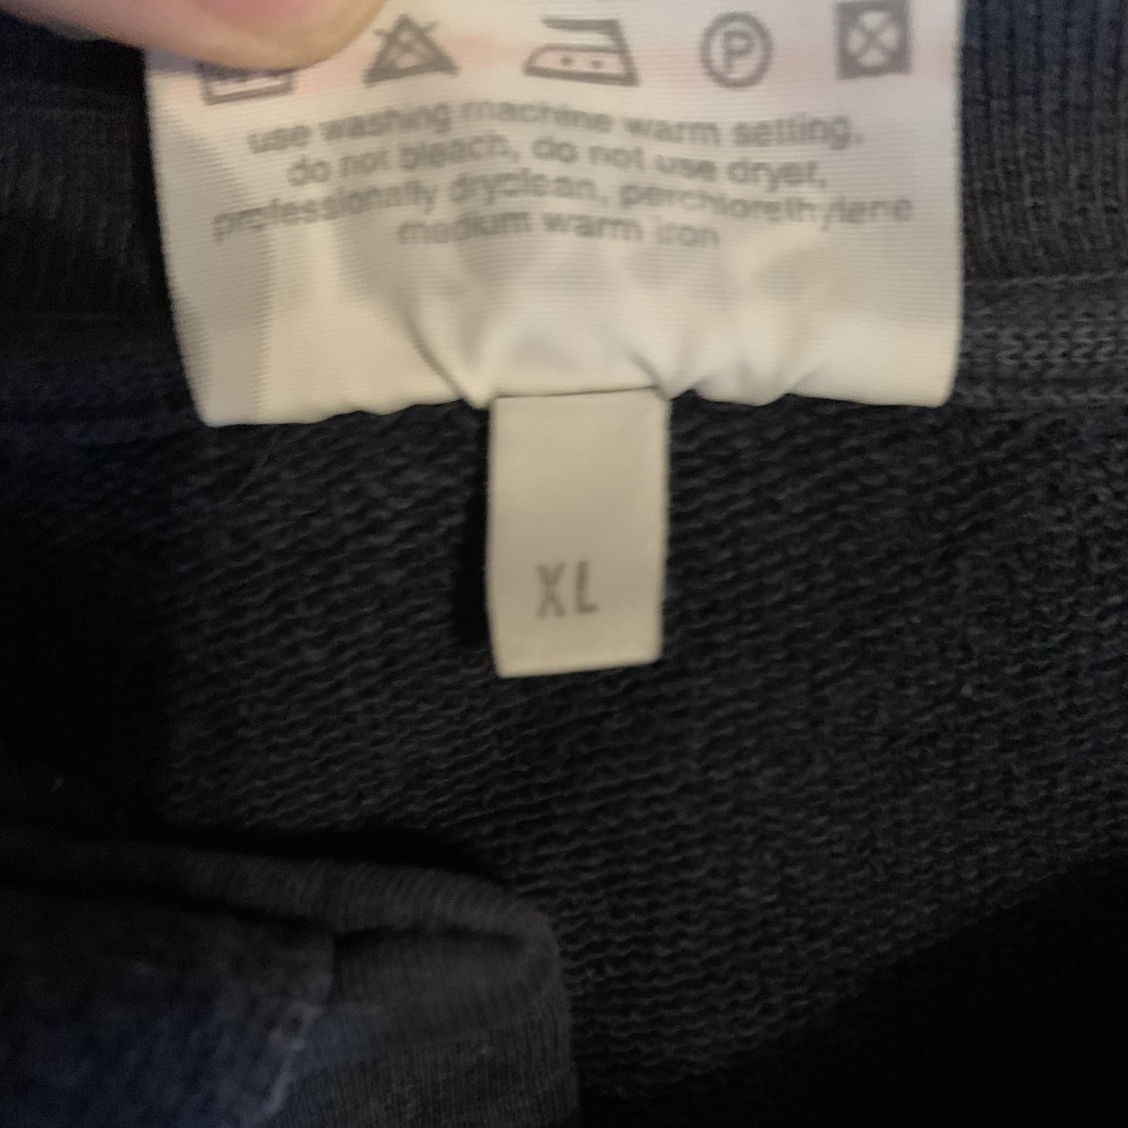 P
use washing machine warm setting.
do not bleach, do not use dryer,
professionally dryclean, perchlorethylene
medium warm iron
XL